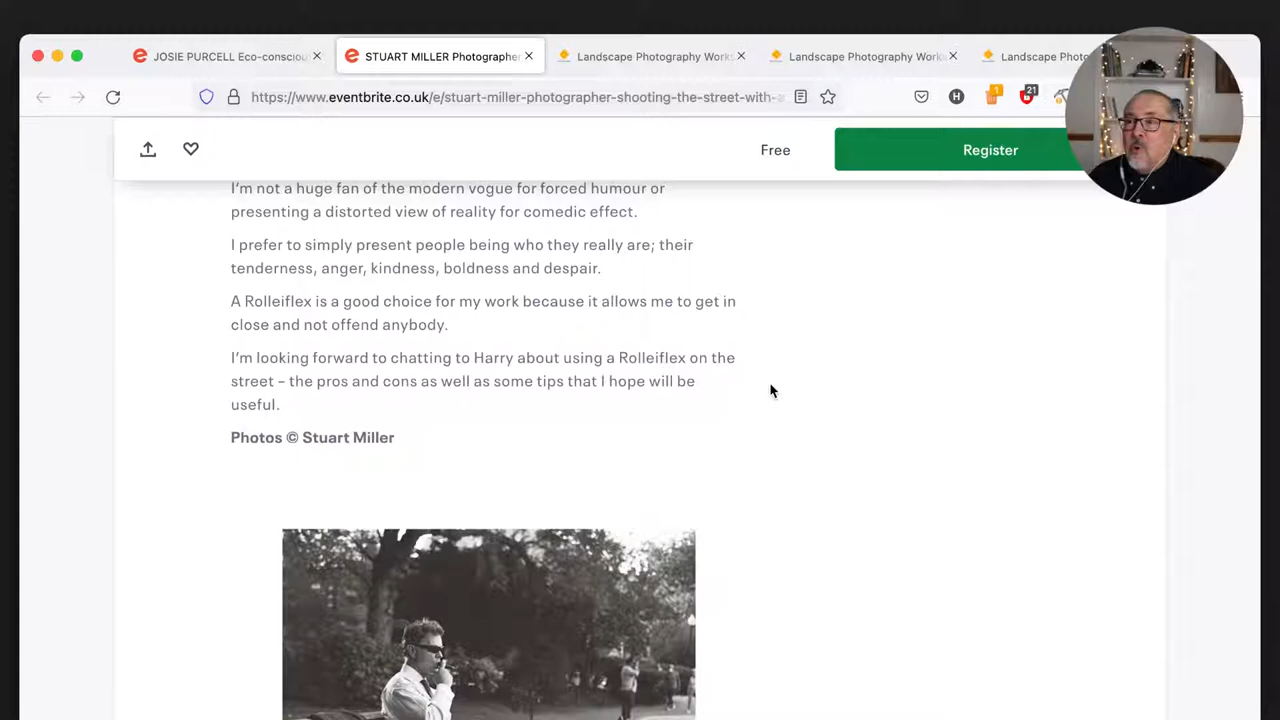 JOSIE PURCELL Eco-consciou
STUART MILLER Photographer
Landscape Photography Works
Landscape Photography Work
Landscape Pho
https://www.eventbrite.co.uk/e/stuart-miller-photographer-shooting-the-street-with-a
H
1
21
Free
Register
I'm not a huge fan of the modern vogue for forced humour or
presenting a distorted view of reality for comedic effect.
I prefer to simply present people being who they really are; their
tenderness, anger, kindness, boldness and despair.
A Rolleiflex is a good choice for my work because it allows me to get in
close and not offend anybody.
I'm looking forward to chatting to Harry about using a Rolleiflex on the
street – the pros and cons as well as some tips that I hope will be
useful.
Photos © Stuart Miller